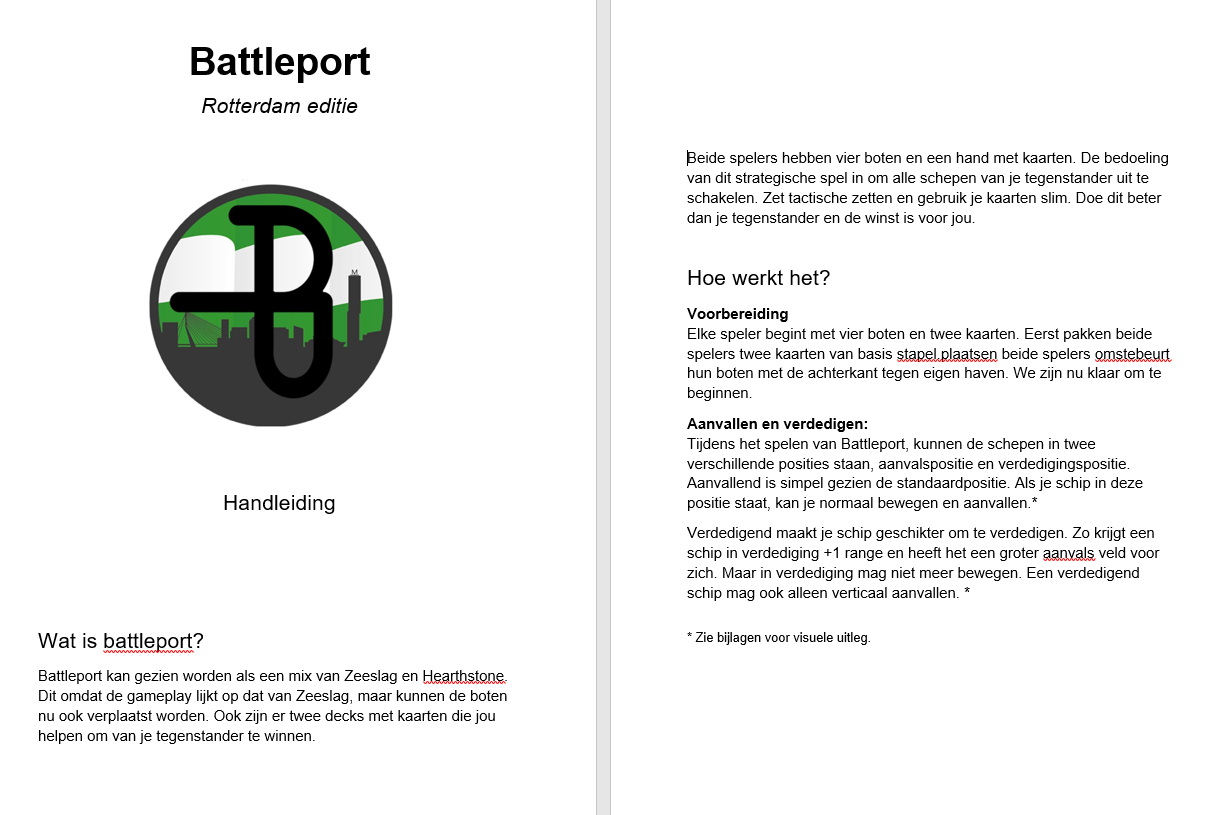 Battleport
Rotterdam editie
M
Handleiding
Wat is battleport?
Battleport kan gezien worden als een mix van Zeeslag en Hearthstone.
Dit omdat de gameplay lijkt op dat van Zeeslag, maar kunnen de boten
nu ook verplaatst worden. Ook zijn er twee decks met kaarten die jou
helpen om van je tegenstander te winnen.
Beide spelers hebben vier boten en een hand met kaarten. De bedoeling
van dit strategische spel in om alle schepen van je tegenstander uit te
schakelen. Zet tactische zetten en gebruik je kaarten slim. Doe dit beter
dan je tegenstander en de winst is voor jou.
Hoe werkt het?
Voorbereiding
Elke speler begint met vier boten en twee kaarten. Eerst pakken beide
spelers twee kaarten van basis stapel.plaatsen beide spelers omstebeurt
hun boten met de achterkant tegen eigen haven. We zijn nu klaar om te
beginnen.
Aanvallen en verdedigen:
Tijdens het spelen van Battleport, kunnen de schepen in twee
verschillende posities staan, aanvalspositie en verdedigingspositie.
Aanvallend is simpel gezien de standaardpositie. Als je schip in deze
positie staat, kan je normaal bewegen en aanvallen.*
Verdedigend maakt je schip geschikter om te verdedigen. Zo krijgt een
schip in verdediging +1 range en heeft het een groter aanvals veld voor
zich. Maar in verdediging mag niet meer bewegen. Een verdedigend
schip mag ook alleen verticaal aanvallen. *
* Zie bijlagen voor visuele uitleg.